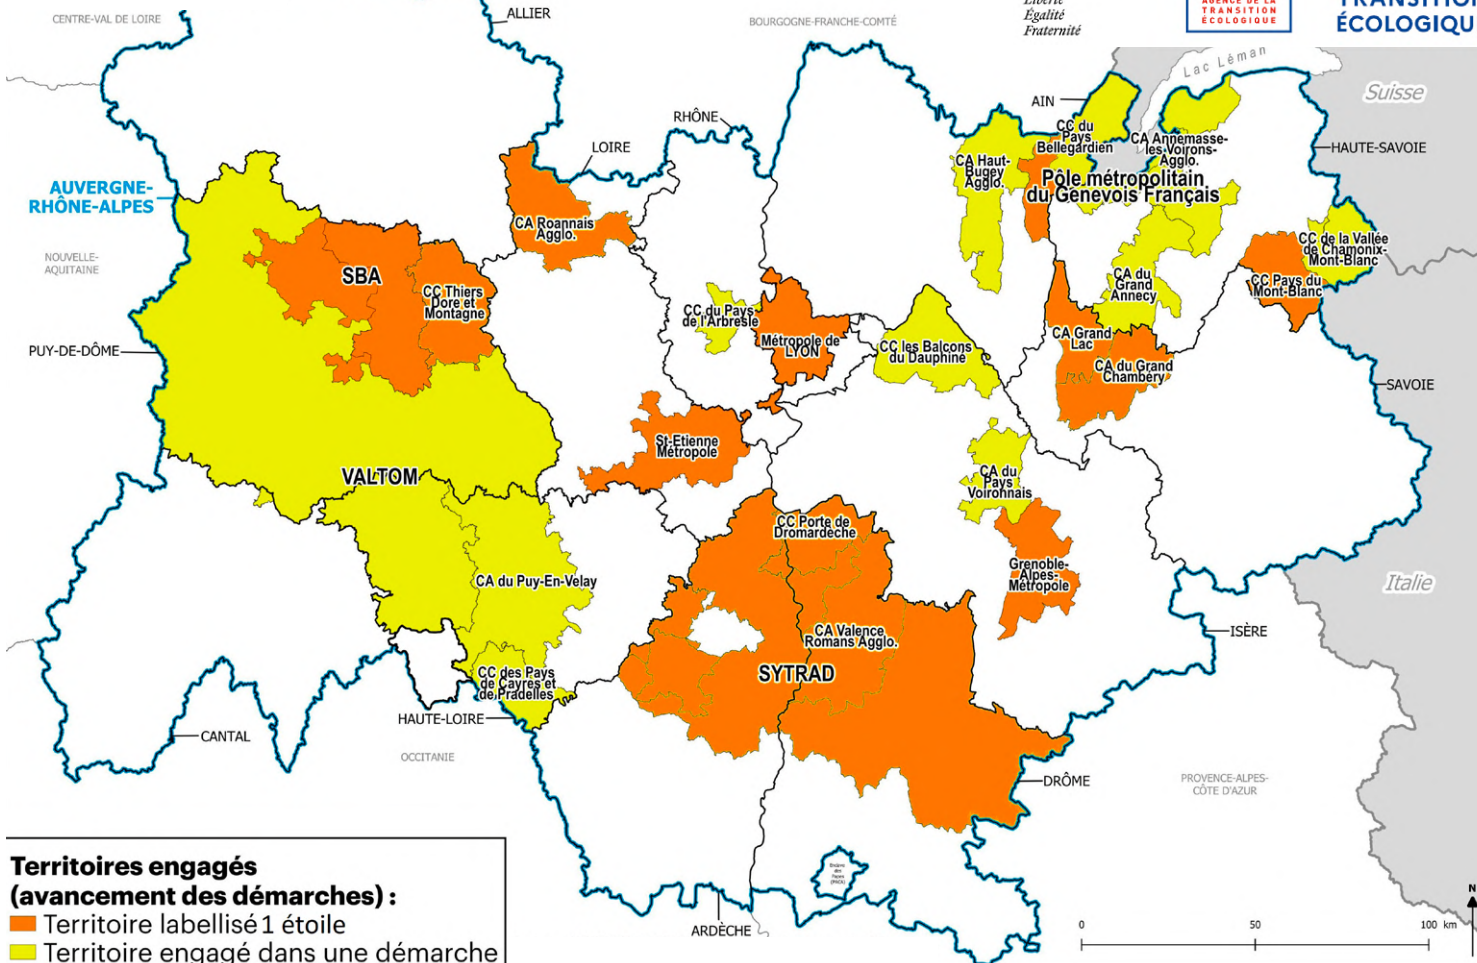 CENTRE-VAL DE LOIRE
ALLIER
BOURGOGNE-FRANCHE-COMTÉ
Liberté
Égalité
Fraternité
AGENCE DE LA
TRANSITION
ÉCOLOGIQUE
TRANSITION
ÉCOLOGIQU
Lac Léman
Suisse
AIN
RHÔNE
LOIRE
HAUTE-SAVOIE
CC du
Pays
Bellegardien
CA Annemasse-
les Voirons-
Agglo.
CA Haut-
Bugey
Agglo.
Pôle métropolitain
du Genevois Français
AUVERGNE-
RHÔNE-ALPES
CA Roannais
Agglo.
NOUVELLE-
AQUITAINE
SBA
CC Thiers
Dore et
Montagne
CC de la Vallée
de Chamonix-
Mont-Blanc
CC Pays du
Mont-Blanc
CA du
Grand
Annecy
CC du Pays
de l'Arbresle
Métropole de
LYON
CC les Balcons
du Dauphiné
CA Grand
Lac
CA du Grand
Chambéry
PUY-DE-DÔME
SAVOIE
St-Etienne
Métropole
VALTOM
CA du
Pays
Voironnais
CC Porte de
Dromardèche
CA du Puy-En-Velay
Grenoble-
Alpes-
Métropole
Italie
ISÈRE
CA Valence
Romans Agglo.
SYTRAD
CC des Pays
de Cayres et
de Pradelles
HAUTE-LOIRE
CANTAL
OCCITANIE
DRÔME
PROVENCE-ALPES-
CÔTE D'AZUR
ARDÈCHE
Territoires engagés
(avancement des démarches) :
Territoire labellisé 1 étoile
Territoire engagé dans une démarche
0 50 100 km
N